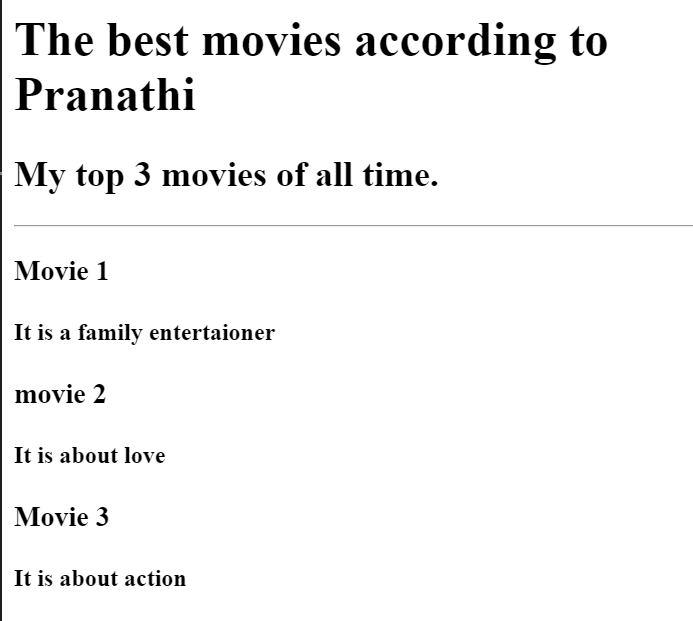 The best movies according to
Pranathi
My top 3 movies of all time.
Movie 1
It is a family entertaioner
movie 2
It is about love
Movie 3
It is about action